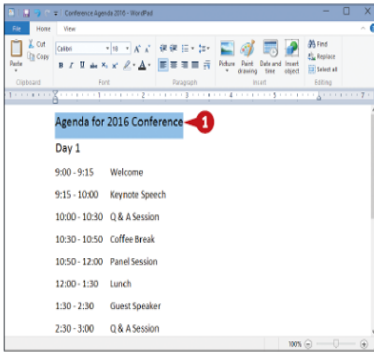 Conference Agenda 2016 - WordPad
File Home View
Cut
Copy
Paste
Calibri 16
Picture Paint drawing Date and time Insert object
Find
Replace
Select all
Clipboard Font Paragraph Insert Editing
Agenda for 2016 Conference
1
Day 1
9:00 - 9:15 Welcome
9:15 - 10:00 Keynote Speech
10:00 - 10:30 Q & A Session
10:30 - 10:50 Coffee Break
10:50 - 12:00 Panel Session
12:00 - 1:30 Lunch
1:30 - 2:30 Guest Speaker
2:30 - 3:00 Q & A Session
100%